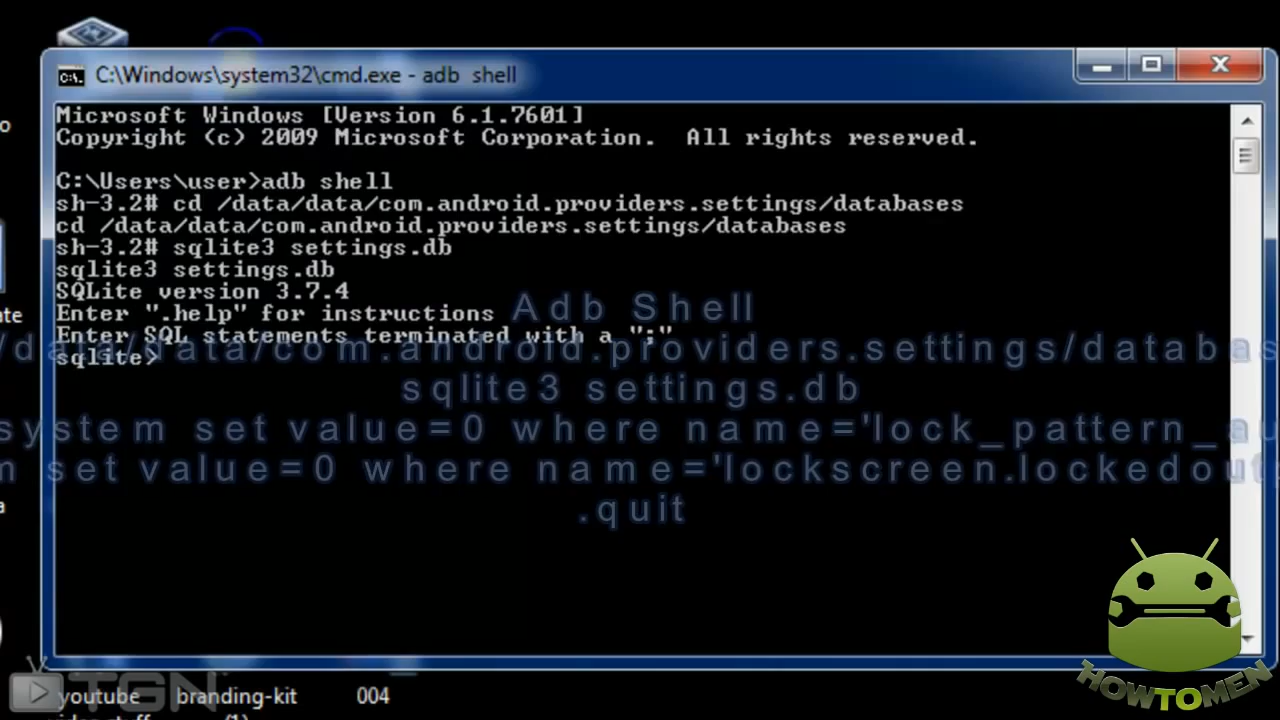 C:\Windows\system32\cmd.exe - adb shell
Microsoft Windows [Version 6.1.7601]
Copyright (c) 2009 Microsoft Corporation. All rights reserved.
C:\Users\user>adb shell
sh-3.2# cd /data/data/com.android.providers.settings/databases
cd /data/data/com.android.providers.settings/databases
sh-3.2# sqlite3 settings.db
sqlite3 settings.db
SQLite version 3.7.4
Enter ".help" for instructions
Enter SQL statements terminated with a ";"
sqlite>
Adb Shell
/data/data/com.android.providers.settings/databas
sqlite3 settings.db
system set value=0 where name='lock_pattern_au
m set value=0 where name='lockscreen.lockedout
.quit
HOWTOMEN
TGN
youtube
branding-kit
004
(1)